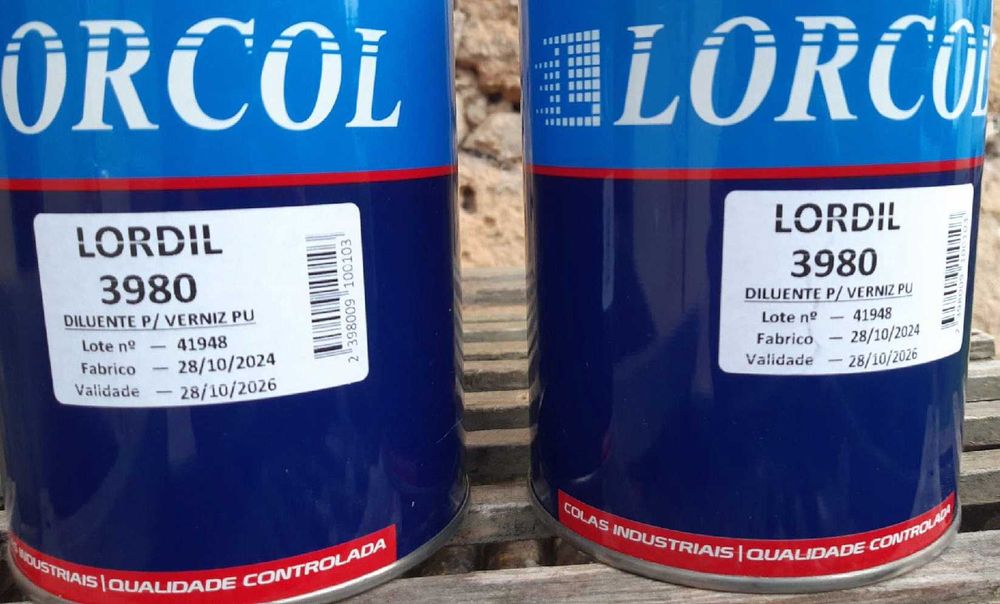 ORCOL
LORDIL
3980
DILUENTE P/ VERNIZ PU
Lote nº — 41948
Fabrico — 28/10/2024
Validade — 28/10/2026
2 398009 100103
INDUSTRIAIS | QUALIDADE CONTROLADA
LORCOL
LORDIL
3980
DILUENTE P/ VERNIZ PU
Lote nº — 41948
Fabrico — 28/10/2024
Validade — 28/10/2026
COLAS INDUSTRIAIS | QUALIDADE CONTROLADA